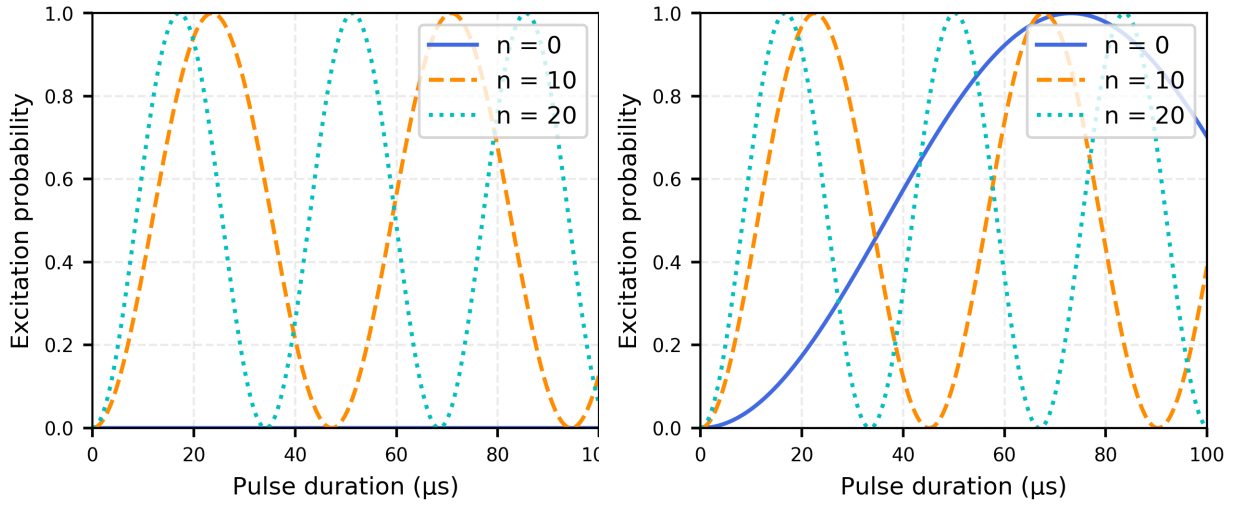 Excitation probability
1.0
0.8
0.6
0.4
0.2
0.0
n = 0
n = 10
n = 20
0 20 40 60 80 10
Pulse duration (µs)
Excitation probability
1.0
0.8
0.6
0.4
0.2
0.0
n = 0
n = 10
n = 20
0 20 40 60 80 100
Pulse duration (µs)